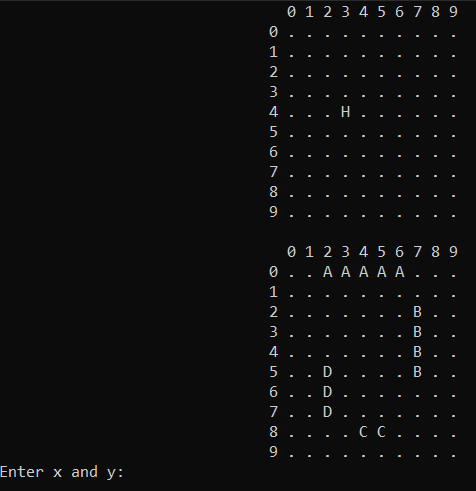 0 1 2 3 4 5 6 7 8 9
0 . . . . . . . . . .
1 . . . . . . . . . .
2 . . . . . . . . . .
3 . . . . . . . . . .
4 . . . H . . . . . .
5 . . . . . . . . . .
6 . . . . . . . . . .
7 . . . . . . . . . .
8 . . . . . . . . . .
9 . . . . . . . . . .
0 1 2 3 4 5 6 7 8 9
0 . . A A A A A . . .
1 . . . . . . . . . .
2 . . . . . . . B . .
3 . . . . . . . B . .
4 . . . . . . . B . .
5 . . D . . . . B . .
6 . . D . . . . . . .
7 . . D . . . . . . .
8 . . . . C C . . . .
9 . . . . . . . . . .
Enter x and y: